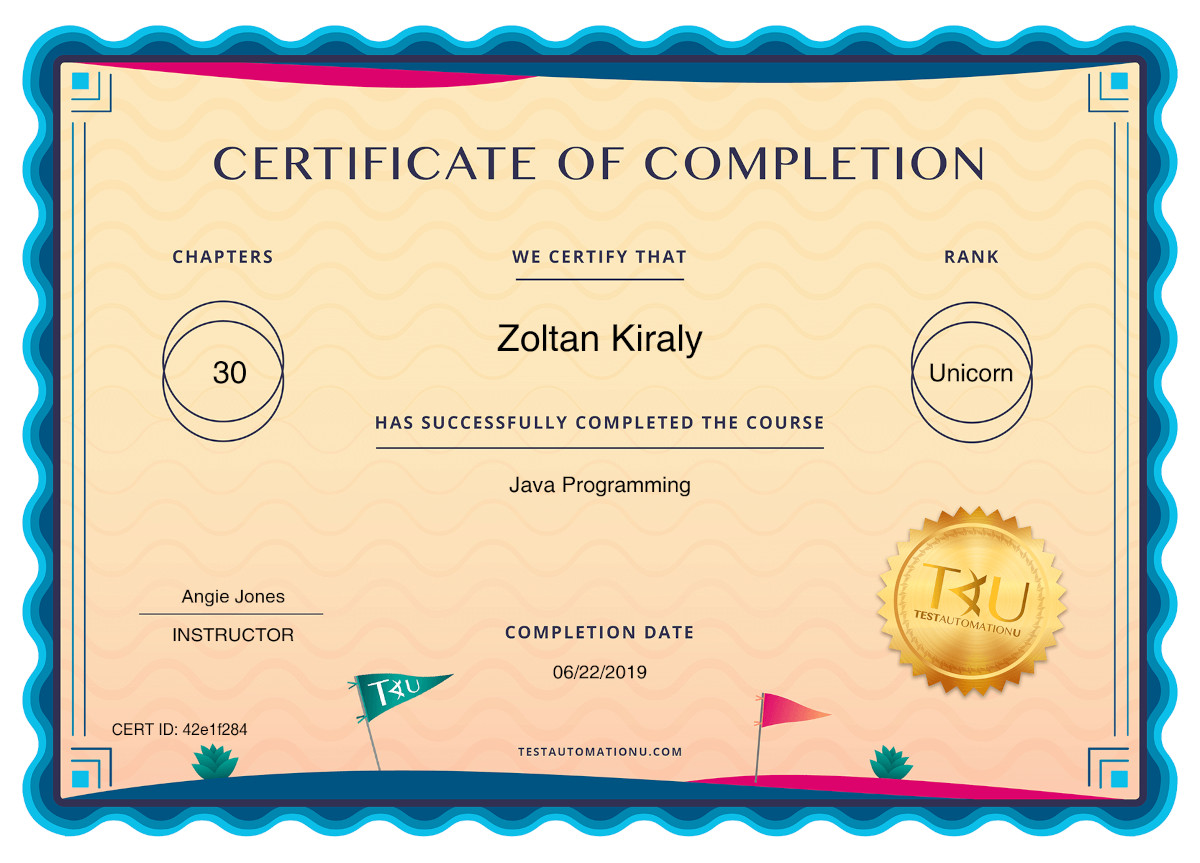 CERTIFICATE OF COMPLETION
CHAPTERS
30
WE CERTIFY THAT
Zoltan Kiraly
HAS SUCCESSFULLY COMPLETED THE COURSE
Java Programming
RANK
Unicorn
Angie Jones
INSTRUCTOR
COMPLETION DATE
06/22/2019
TAU
TESTAUTOMATIONU
TAU
CERT ID: 42e1f284
TESTAUTOMATIONU.COM